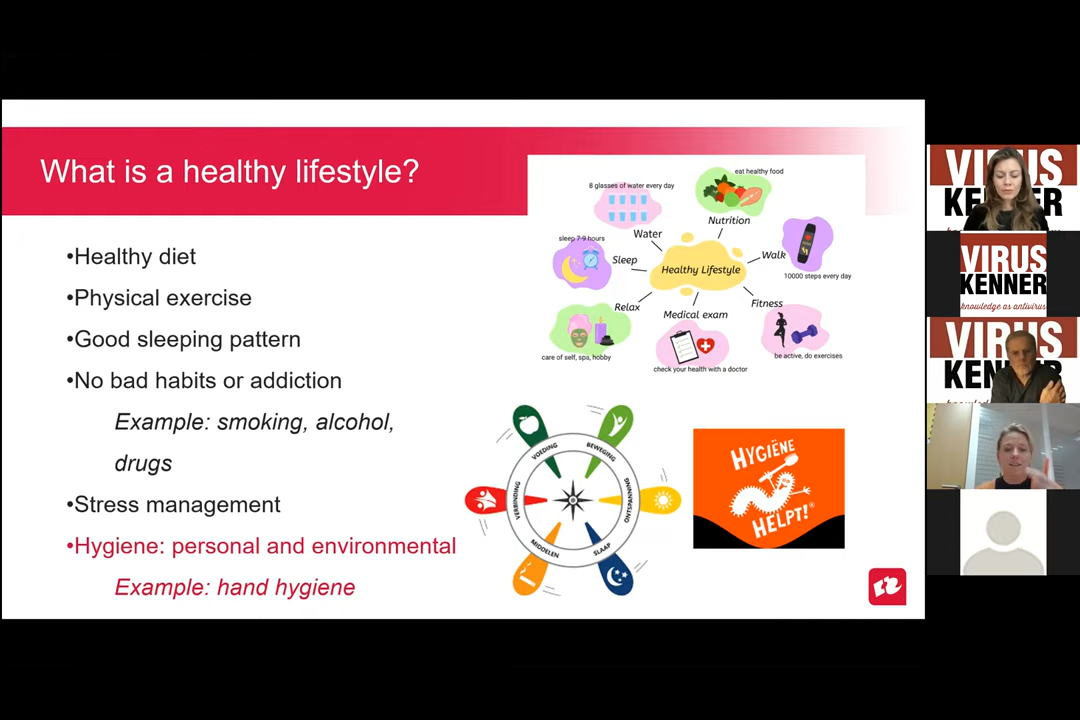 What is a healthy lifestyle?
•Healthy diet
•Physical exercise
•Good sleeping pattern
•No bad habits or addiction
Example: smoking, alcohol,
drugs
•Stress management
•Hygiene: personal and environmental
Example: hand hygiene
eat healthy food
8 glasses of water every day
Nutrition
Water
sleep 7-9 hours
Sleep
Walk
10000 steps every day
Healthy Lifestyle
Relax
Fitness
Medical exam
care of self, spa, hobby
be active, do exercises
check your health with a doctor
VOEDING
BEWEGING
ONTSPANNING
SLAAP
MIDDELEN
VERBINDING
HYGIËNE
HELPT!®
VIRUS
KE ER
VIRUS
KENNER
knowledge as antivirus
VIRUS
KEN ER